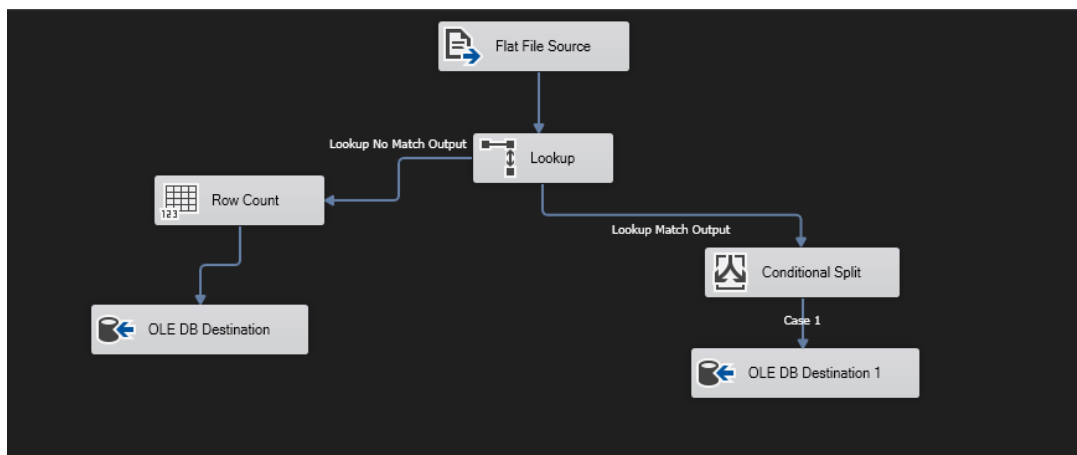 Flat File Source
Lookup No Match Output
Lookup
Row Count
123
Lookup Match Output
Conditional Split
OLE DB Destination
Case 1
OLE DB Destination 1